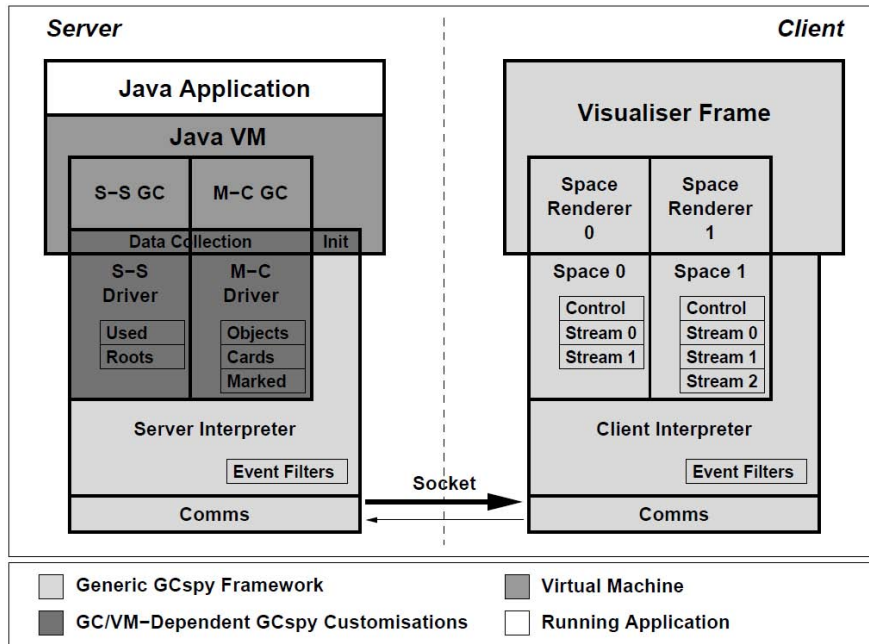 Server
Client
Java Application
Java VM
S–S GC
M–C GC
Data Collection
Init
S–S
Driver
Used
Roots
M–C
Driver
Objects
Cards
Marked
Server Interpreter
Event Filters
Comms
Socket
Visualiser Frame
Space
Renderer
0
Space
Renderer
1
Space 0
Control
Stream 0
Stream 1
Space 1
Control
Stream 0
Stream 1
Stream 2
Client Interpreter
Event Filters
Comms
Generic GCspy Framework
Virtual Machine
GC/VM–Dependent GCspy Customisations
Running Application